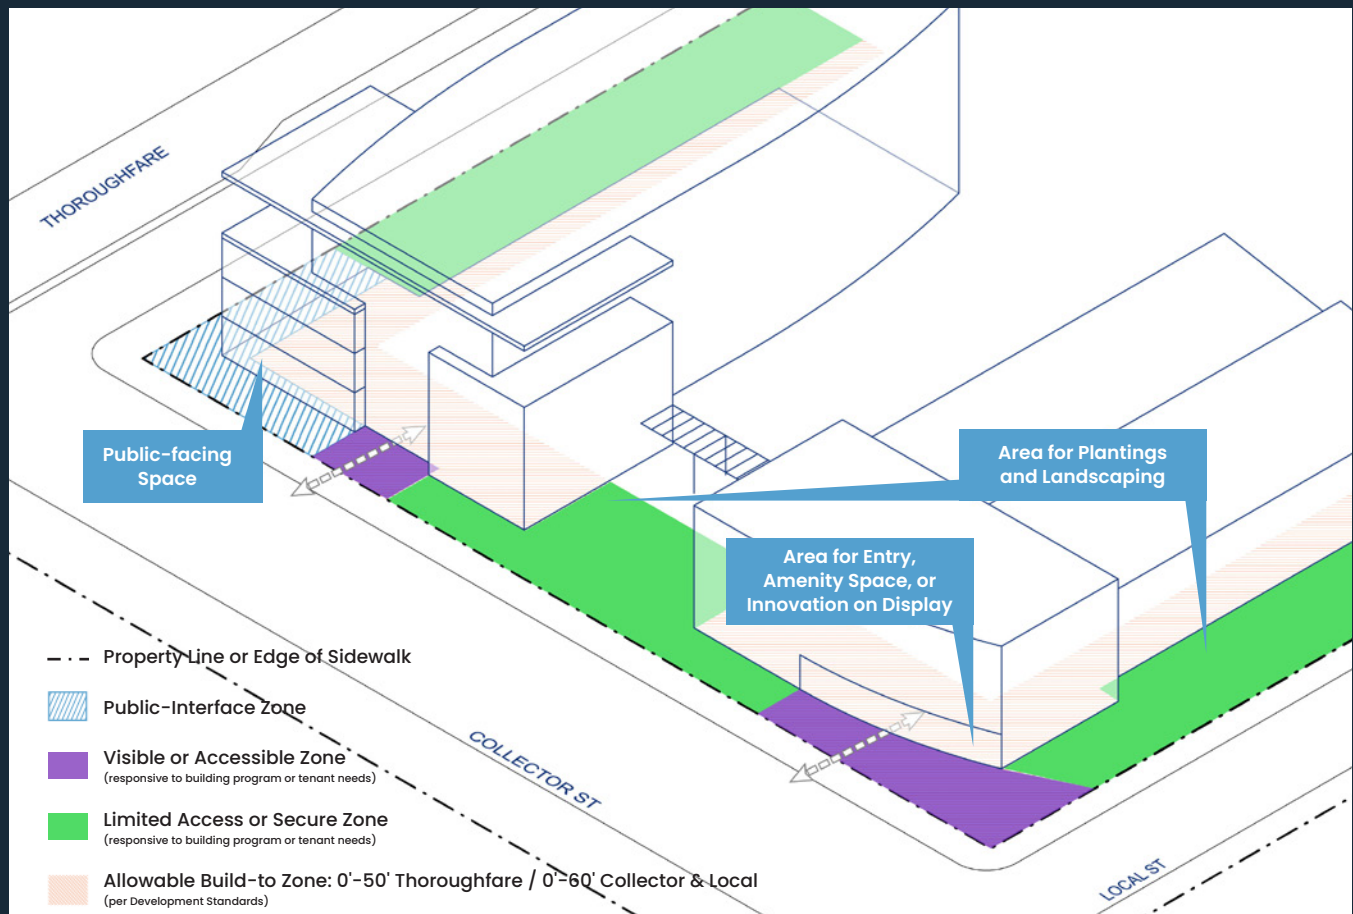 THOROUGHFARE
Public-facing
Space
Area for Plantings
and Landscaping
Area for Entry,
Amenity Space, or
Innovation on Display
COLLECTOR ST
LOCAL ST
Property Line or Edge of Sidewalk
Public-Interface Zone
Visible or Accessible Zone
(responsive to building program or tenant needs)
Limited Access or Secure Zone
(responsive to building program or tenant needs)
Allowable Build-to Zone: 0'-50' Thoroughfare / 0'-60' Collector & Local
(per Development Standards)